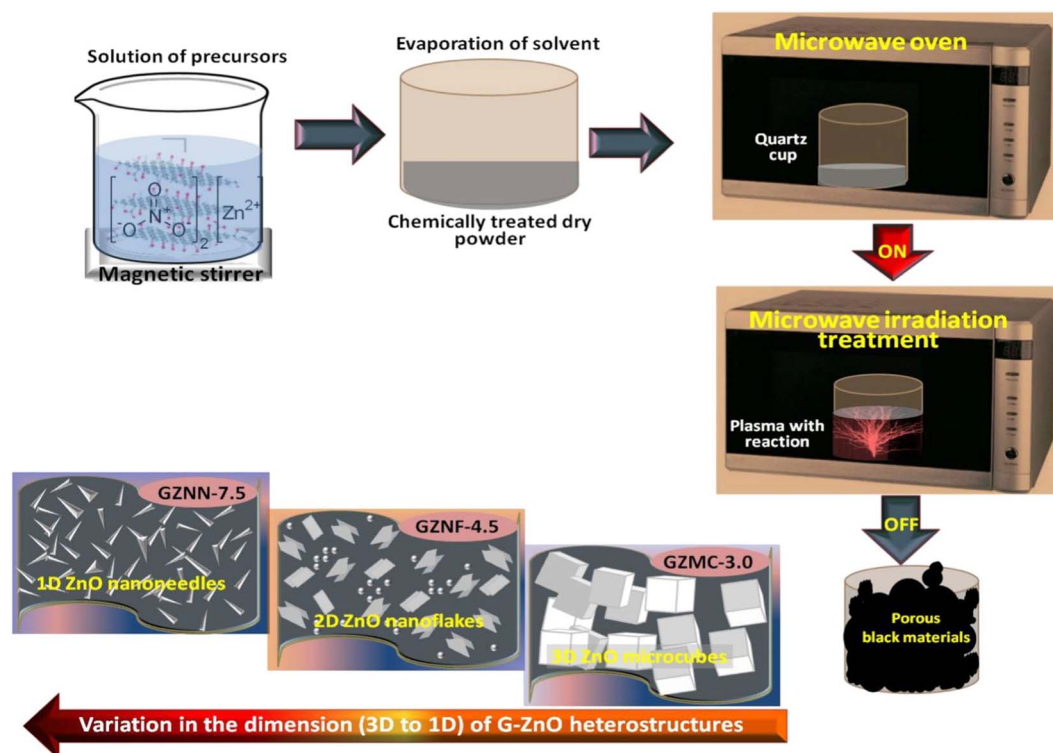 Solution of precursors
O
N+
-O
O
2
Zn2+
Magnetic stirrer
Evaporation of solvent
Chemically treated dry
powder
Microwave oven
Quartz
cup
ON
Microwave irradiation
treatment
Plasma with
reaction
OFF
Porous
black materials
GZNN-7.5
1D ZnO nanoneedles
GZNF-4.5
2D ZnO nanoflakes
GZMC-3.0
3D ZnO microcubes
Variation in the dimension (3D to 1D) of G-ZnO heterostructures